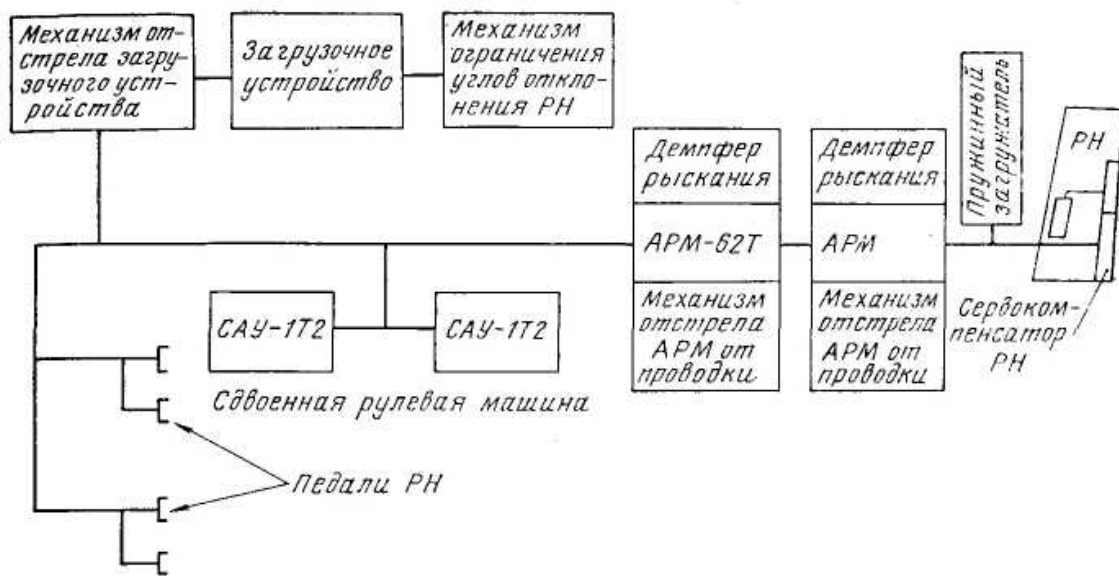 Механизм от-
стрела загру-
зочного уст-
ройства
Загрузочное
устройство
Механизм
ограничения
углов откло-
нения РН
Демпфер
рыскания
АРМ-62Т
Механизм
отстрела
АРМ от
проводки
Демпфер
рыскания
АРМ
Механизм
отстрела
АРМ от
проводки
Пружинный
загружатель
РН
Сервоком-
пенсатор
РН
САУ-1Т2
САУ-1Т2
Сдвоенная рулевая машина
Педали РН